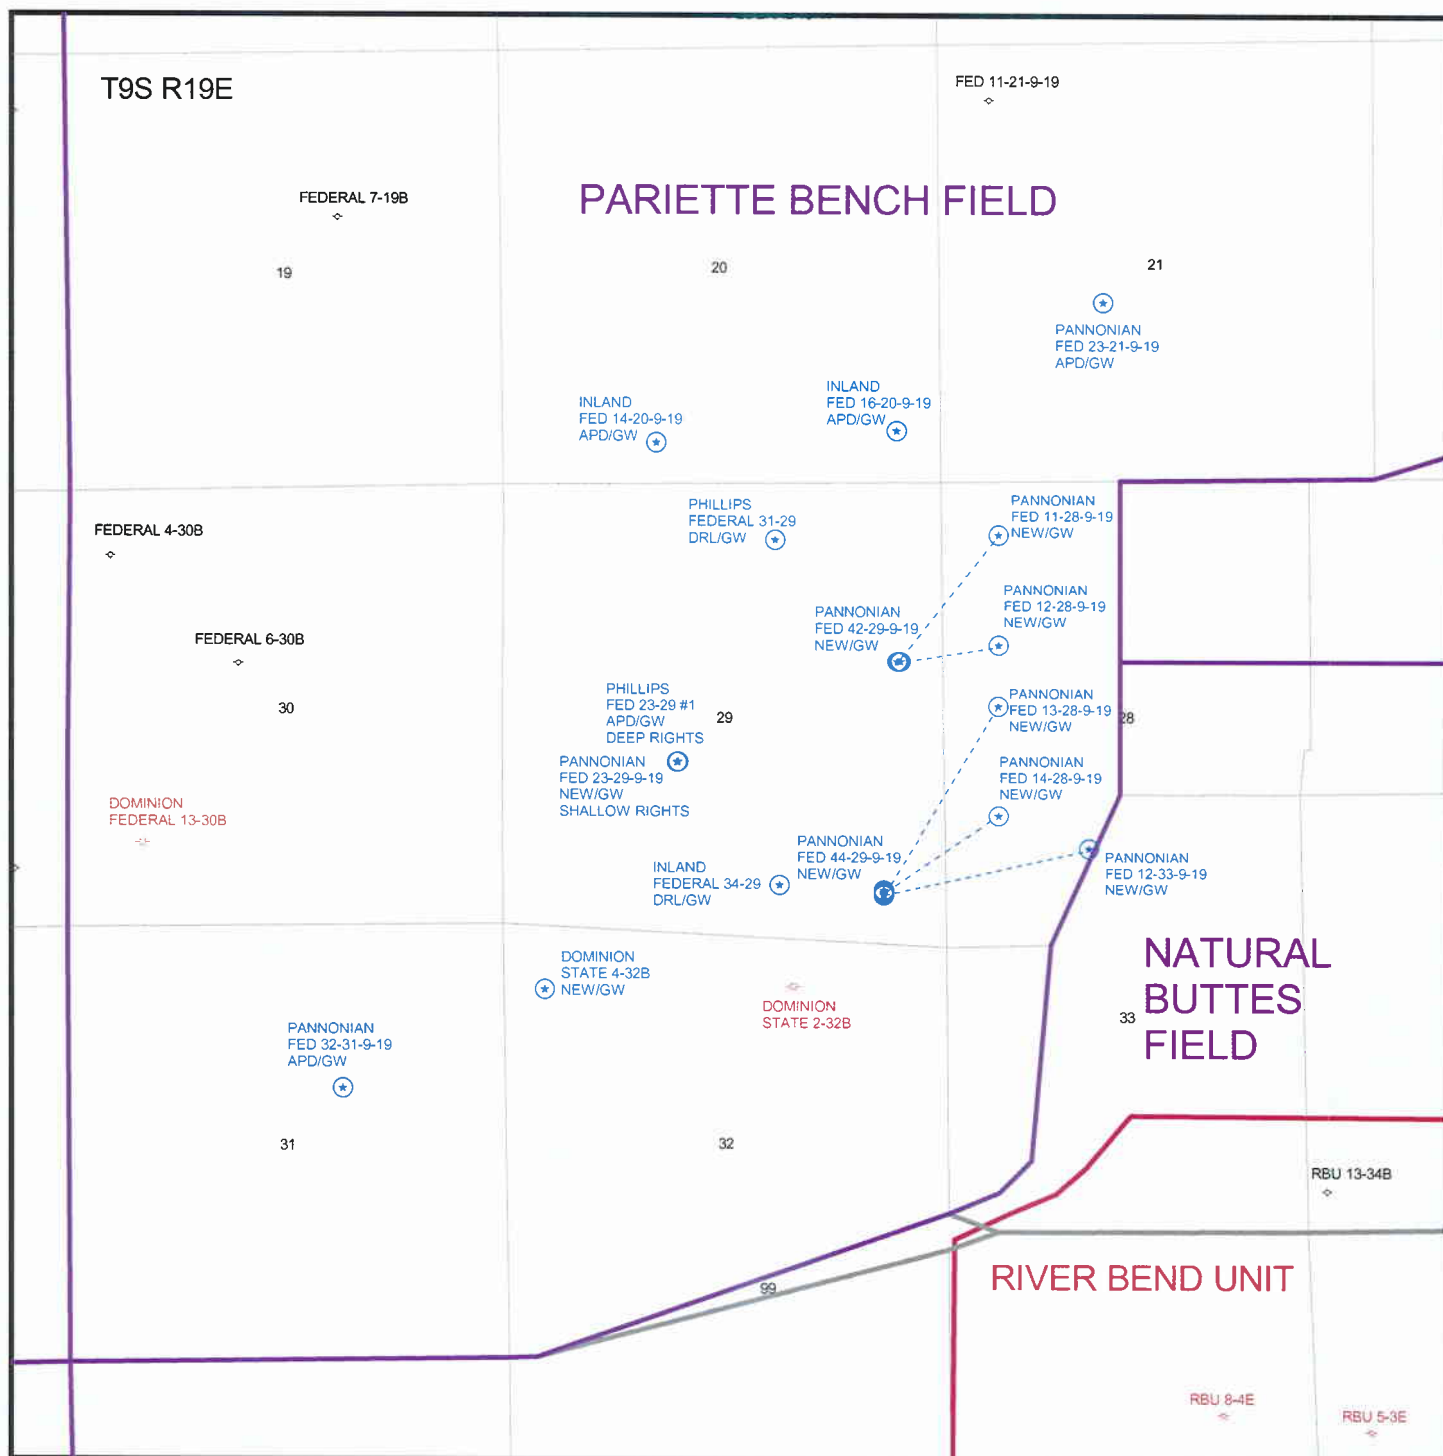 T9S R19E
FED 11-21-9-19
FEDERAL 7-19B
PARIETTE BENCH FIELD
19
20
21
PANNONIAN
FED 23-21-9-19
APD/GW
INLAND
FED 14-20-9-19
APD/GW
INLAND
FED 16-20-9-19
APD/GW
FEDERAL 4-30B
PHILLIPS
FEDERAL 31-29
DRL/GW
PANNONIAN
FED 11-28-9-19
NEW/GW
PANNONIAN
FED 12-28-9-19
NEW/GW
PANNONIAN
FED 42-29-9-19
NEW/GW
FEDERAL 6-30B
30
PHILLIPS
FED 23-29 #1
APD/GW
DEEP RIGHTS
29
PANNONIAN
FED 13-28-9-19
NEW/GW
28
PANNONIAN
FED 23-29-9-19
NEW/GW
SHALLOW RIGHTS
PANNONIAN
FED 14-28-9-19
NEW/GW
DOMINION
FEDERAL 13-30B
PANNONIAN
FED 44-29-9-19
NEW/GW
INLAND
FEDERAL 34-29
DRL/GW
PANNONIAN
FED 12-33-9-19
NEW/GW
DOMINION
STATE 4-32B
NEW/GW
DOMINION
STATE 2-32B
NATURAL
BUTTES
FIELD
33
PANNONIAN
FED 32-31-9-19
APD/GW
31
32
RBU 13-34B
99
RIVER BEND UNIT
RBU 8-4E
RBU 5-3E